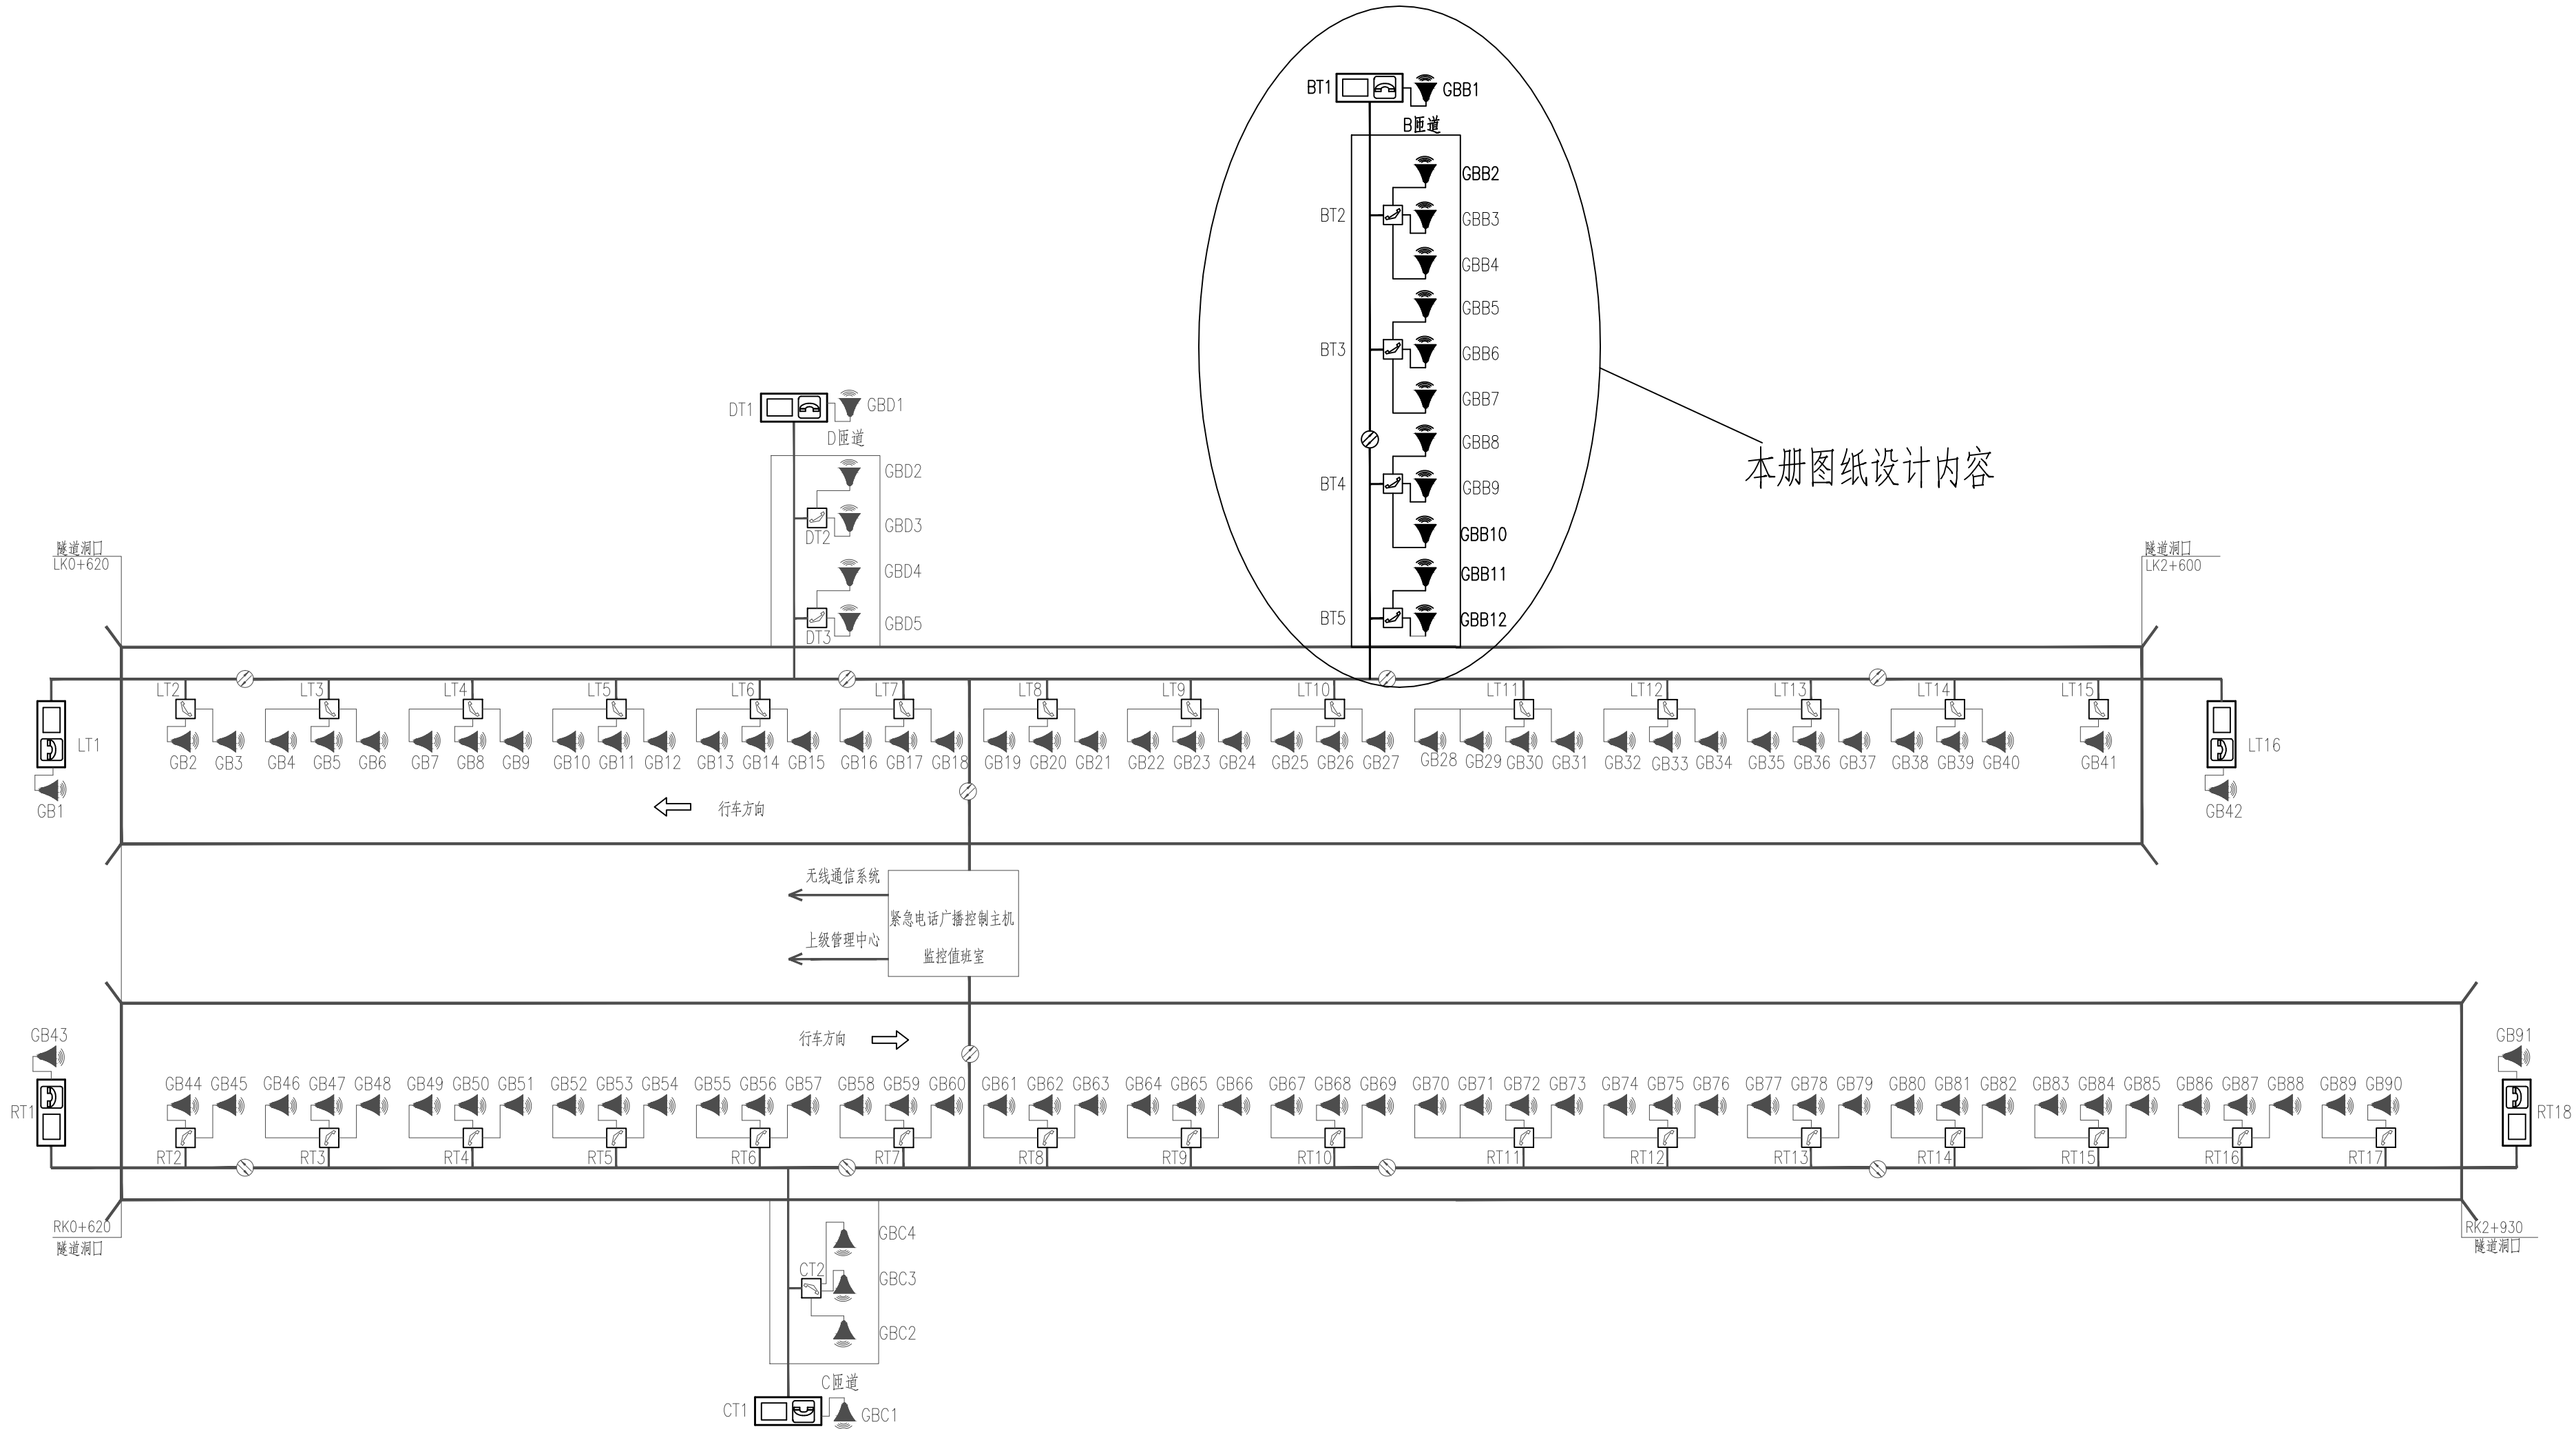 BT1
GBB1
B匝道
GBB2
BT2
GBB3
GBB4
GBB5
BT3
GBB6
GBB7
GBB8
BT4
GBB9
GBB10
GBB11
BT5
GBB12
本册图纸设计内容
DT1
GBD1
D匝道
GBD2
GBD3
DT2
GBD4
GBD5
DT3
隧道洞口
LK0+620
隧道洞口
LK2+600
LT2 LT3 LT4 LT5 LT6 LT7 LT8 LT9 LT10 LT11 LT12 LT13 LT14 LT15
LT1
LT16
GB2 GB3 GB4 GB5 GB6 GB7 GB8 GB9 GB10 GB11 GB12 GB13 GB14 GB15 GB16 GB17 GB18 GB19 GB20 GB21 GB22 GB23 GB24 GB25 GB26 GB27 GB28 GB29 GB30 GB31 GB32 GB33 GB34 GB35 GB36 GB37 GB38 GB39 GB40 GB41
GB1
行车方向
GB42
无线通信系统
紧急电话广播控制主机
上级管理中心
监控值班室
行车方向
GB43
GB91
GB44 GB45 GB46 GB47 GB48 GB49 GB50 GB51 GB52 GB53 GB54 GB55 GB56 GB57 GB58 GB59 GB60 GB61 GB62 GB63 GB64 GB65 GB66 GB67 GB68 GB69 GB70 GB71 GB72 GB73 GB74 GB75 GB76 GB77 GB78 GB79 GB80 GB81 GB82 GB83 GB84 GB85 GB86 GB87 GB88 GB89 GB90
RT1
RT18
RT2 RT3 RT4 RT5 RT6 RT7 RT8 RT9 RT10 RT11 RT12 RT13 RT14 RT15 RT16 RT17
RK0+620
隧道洞口
RK2+930
隧道洞口
GBC4
CT2
GBC3
GBC2
C匝道
CT1
GBC1